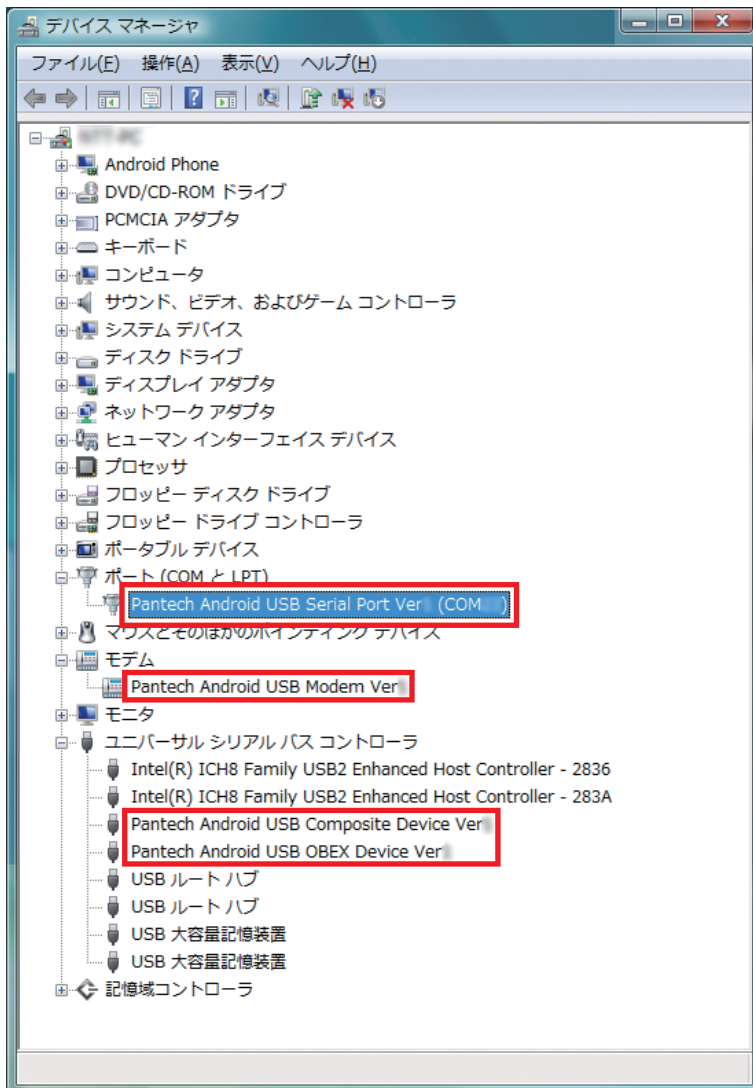 デバイス マネージャ
ファイル(F) 操作(A) 表示(V) ヘルプ(H)
Android Phone
DVD/CD-ROM ドライブ
PCMCIA アダプタ
キーボード
コンピュータ
サウンド、ビデオ、およびゲーム コントローラ
システム デバイス
ディスク ドライブ
ディスプレイ アダプタ
ネットワーク アダプタ
ヒューマン インターフェイス デバイス
プロセッサ
フロッピー ディスク ドライブ
フロッピー ドライブ コントローラ
ポータブル デバイス
ポート (COM と LPT)
Pantech Android USB Serial Port Ver (COM )
マウスとそのほかのポインティング デバイス
モデム
Pantech Android USB Modem Ver
モニタ
ユニバーサル シリアル バス コントローラ
Intel(R) ICH8 Family USB2 Enhanced Host Controller - 2836
Intel(R) ICH8 Family USB2 Enhanced Host Controller - 283A
Pantech Android USB Composite Device Ver
Pantech Android USB OBEX Device Ver
USB ルート ハブ
USB ルート ハブ
USB 大容量記憶装置
USB 大容量記憶装置
記憶域コントローラ